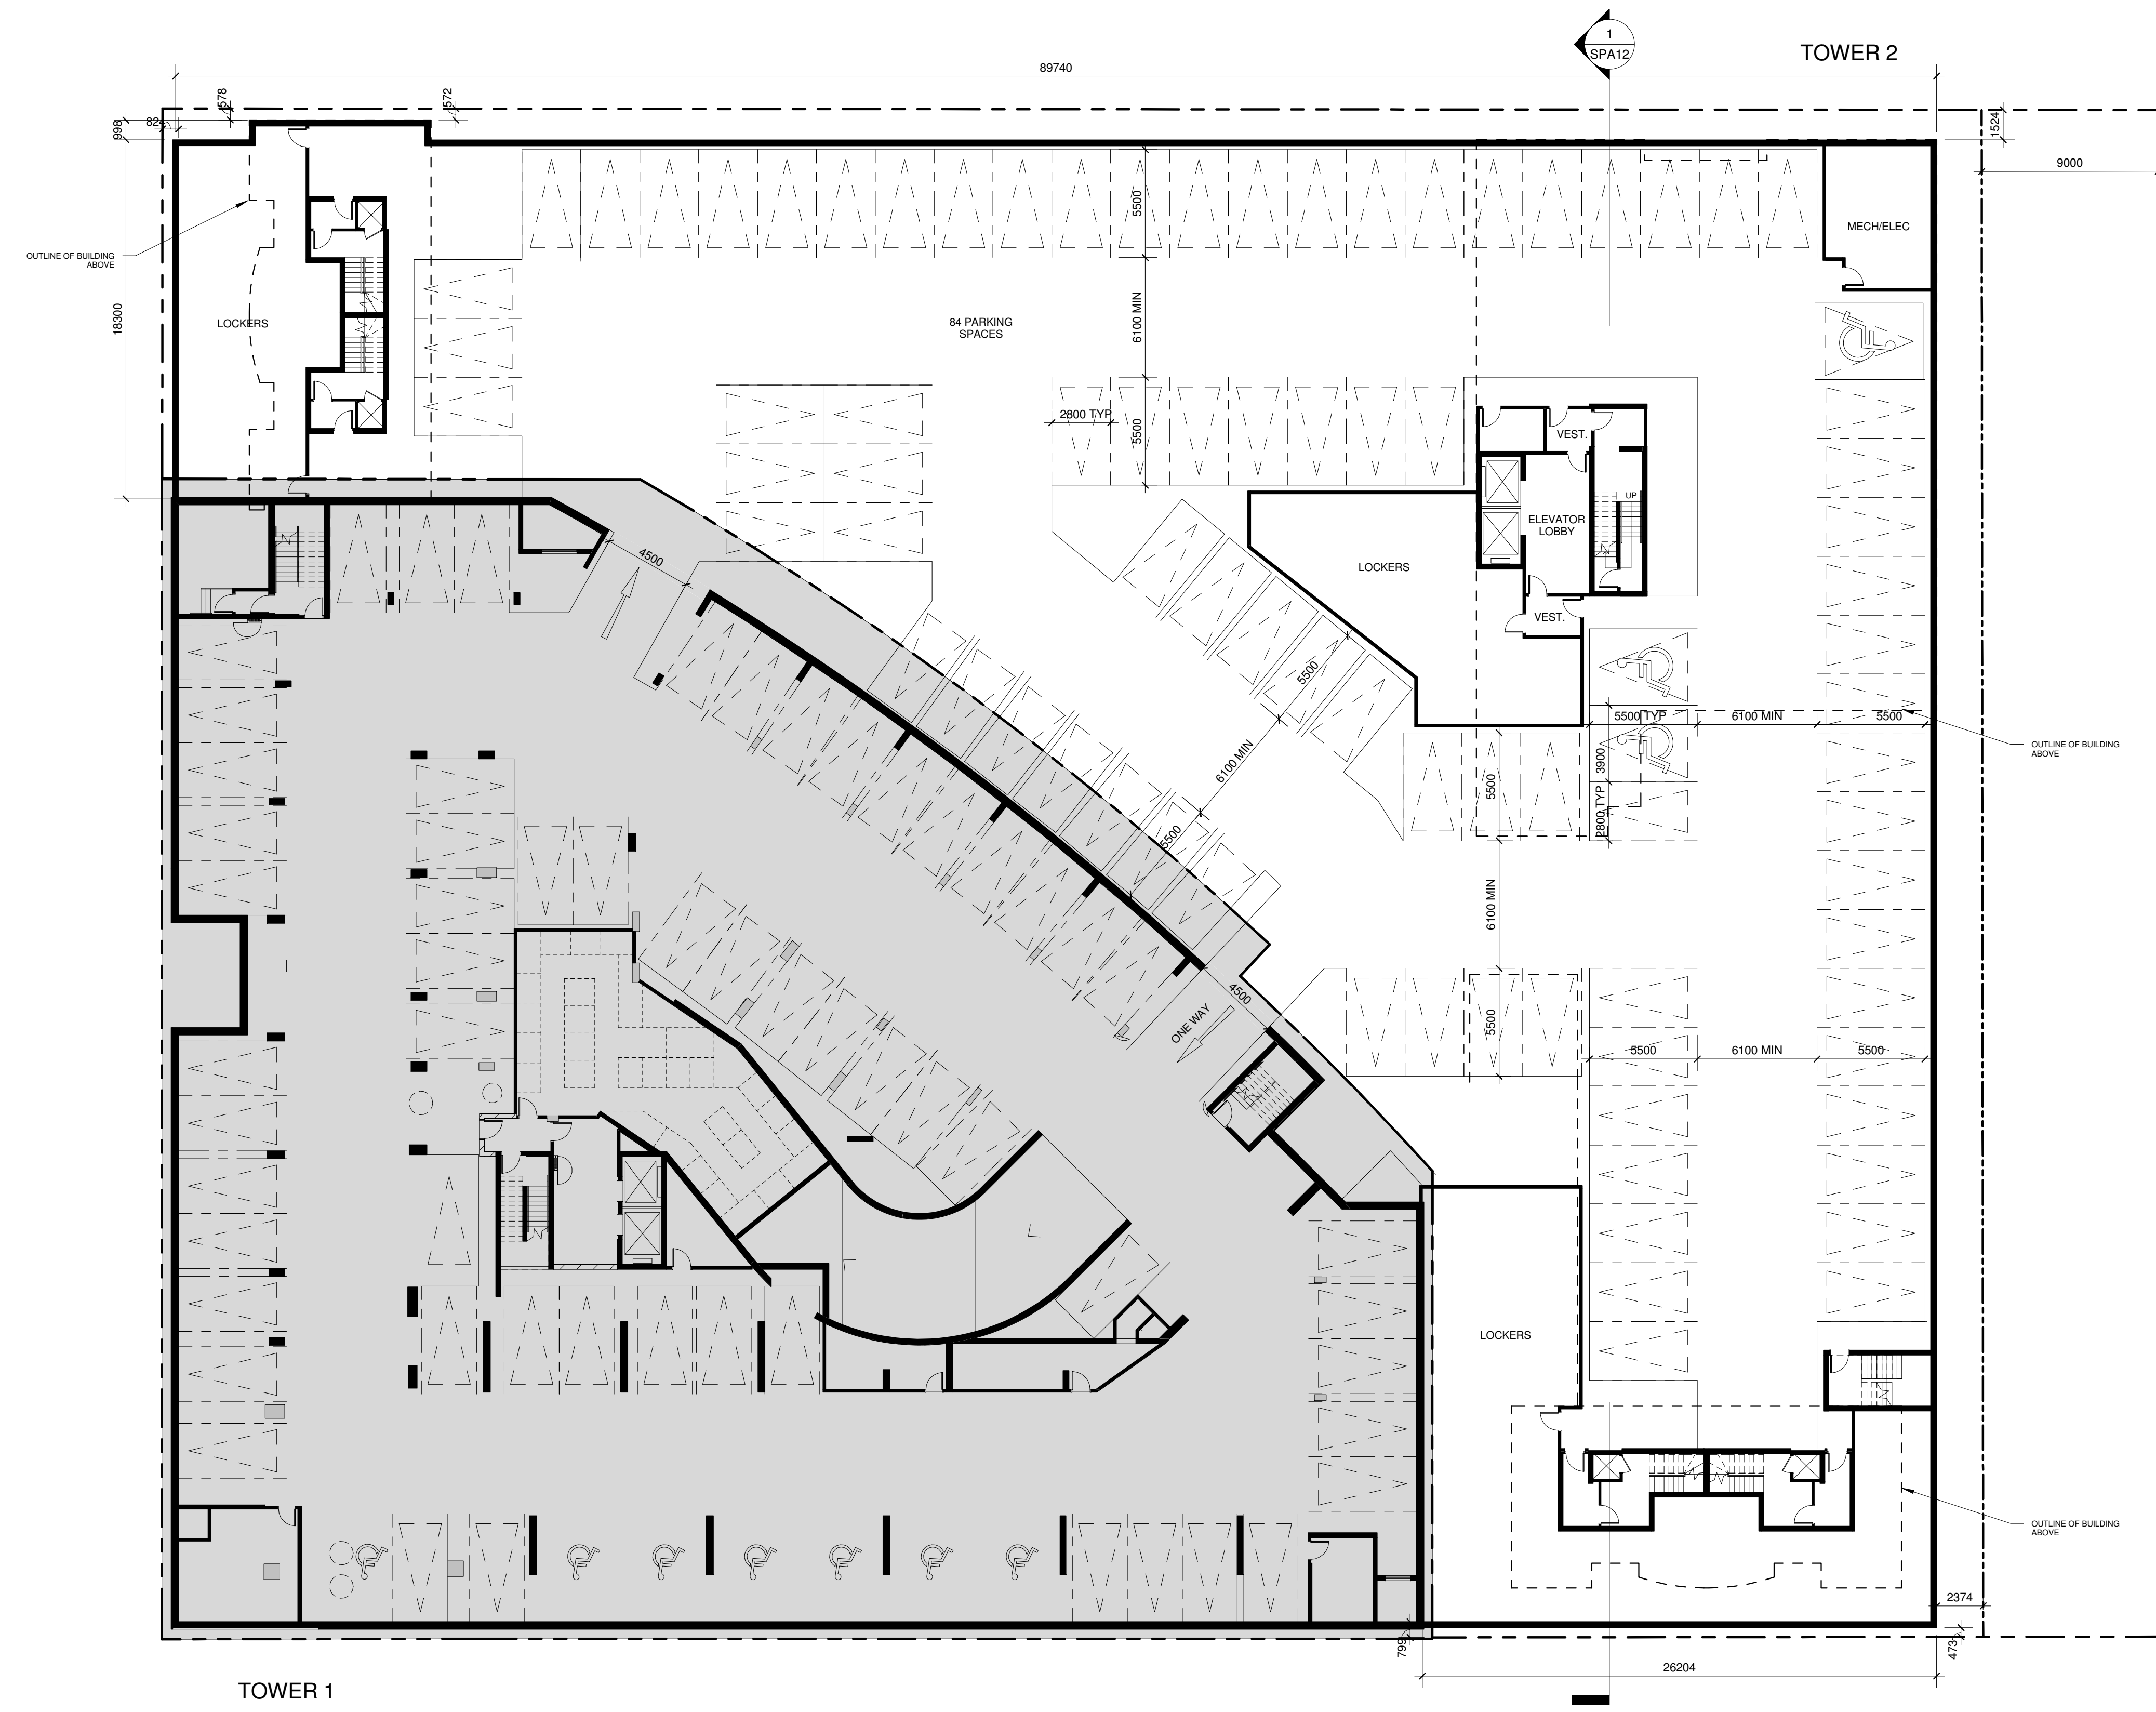 1
SPA12
TOWER 2
89740
578
572
998
824
1524
9000
5500
MECH/ELEC
OUTLINE OF BUILDING
ABOVE
18300
LOCKERS
84 PARKING
SPACES
6100 MIN
2800 TYP
5500
VEST.
UP
ELEVATOR
LOBBY
4500
LOCKERS
VEST.
5500
5500 TYP
6100 MIN
5500
OUTLINE OF BUILDING
ABOVE
6100 MIN
3900
5500
2800 TYP
5500
6100 MIN
4500
ONE WAY
5500
5500
6100 MIN
5500
LOCKERS
OUTLINE OF BUILDING
ABOVE
2374
799
473
26204
TOWER 1